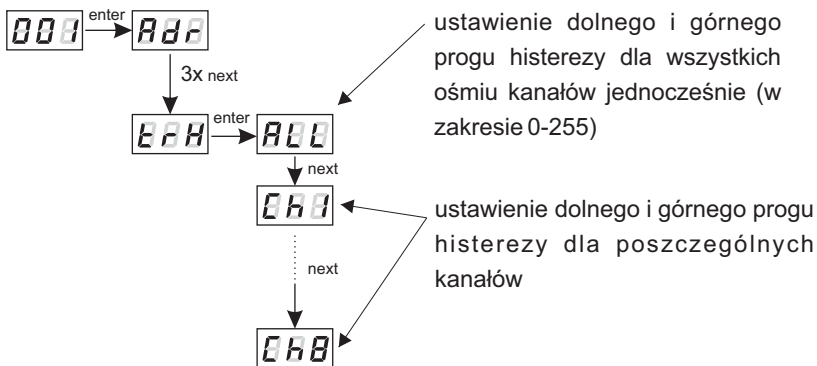 001 enter Adr
3x next
trH enter ALL
next
Ch1
next
Ch8
ustawienie dolnego i górnego
progu histerezy dla wszystkich
ośmiu kanałów jednocześnie (w
zakresie 0-255)
ustawienie dolnego i górnego progu
histerezy dla poszczególnych
kanałów